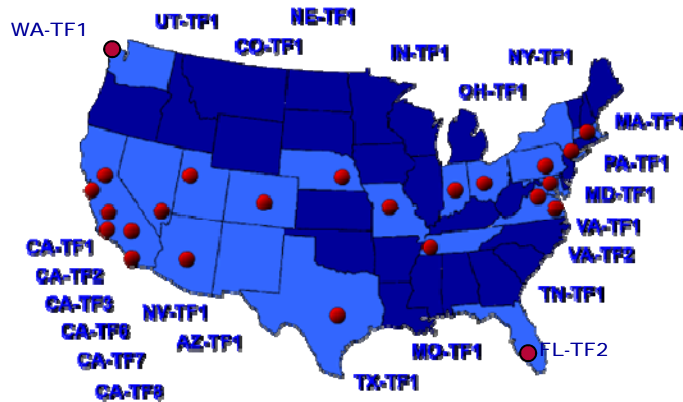 WA-TF1
UT-TF1
NE-TF1
CO-TF1
IN-TF1
NY-TF1
OH-TF1
MA-TF1
PA-TF1
MD-TF1
VA-TF1
VA-TF2
TN-TF1
CA-TF1
CA-TF2
CA-TF3
CA-TF6
CA-TF7
CA-TF8
NV-TF1
AZ-TF1
MO-TF1
TX-TF1
FL-TF2